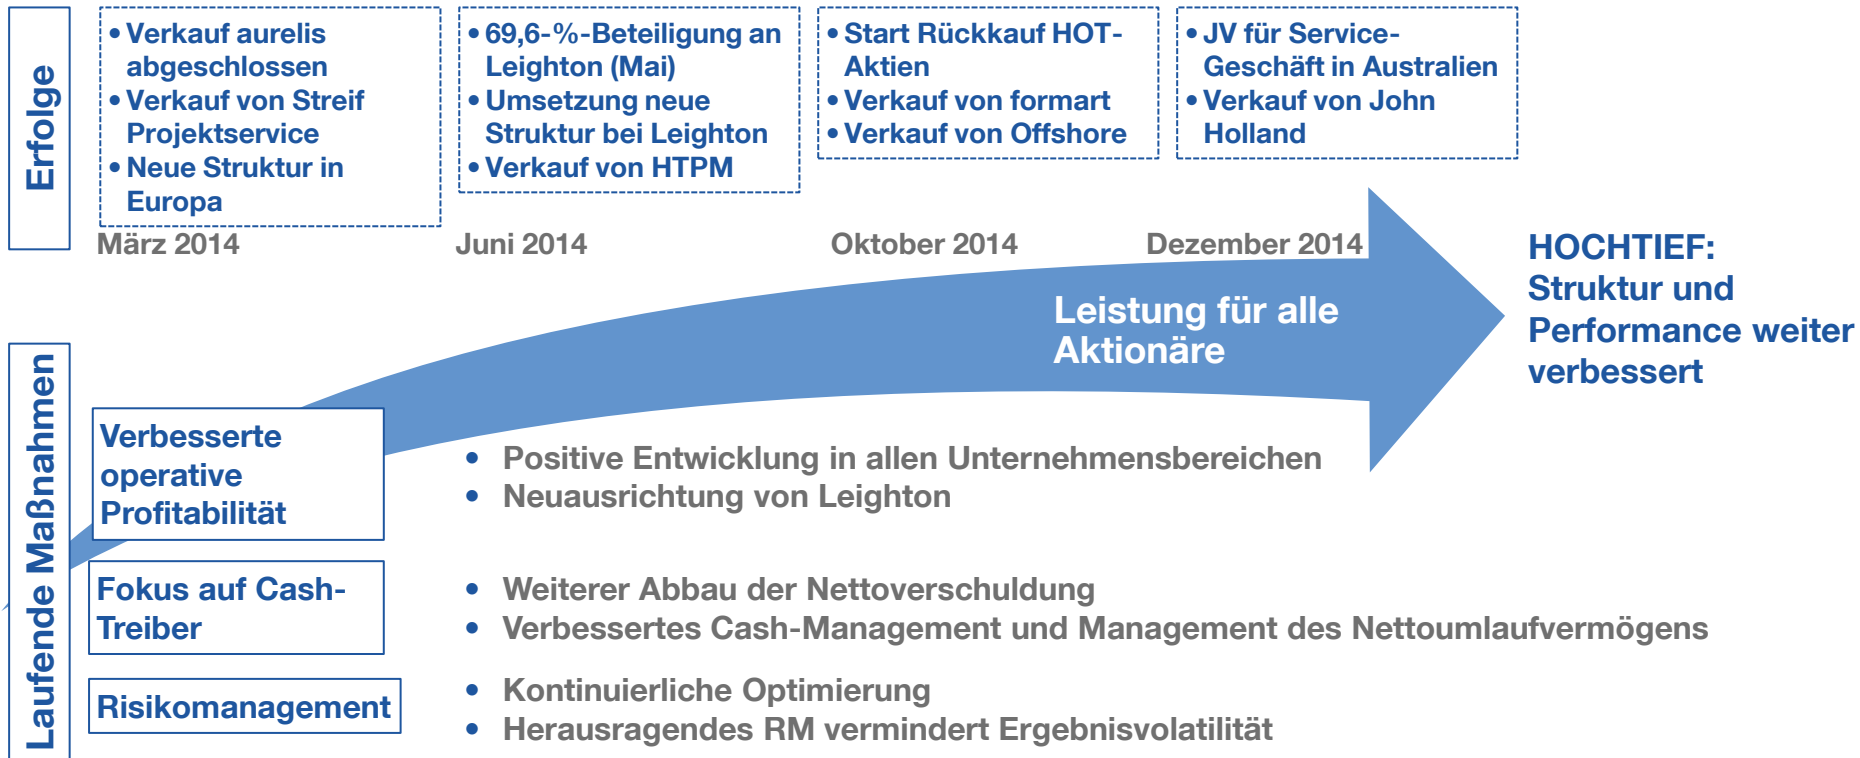 Erfolge
• Verkauf aurelis
abgeschlossen
• Verkauf von Streif
Projektservice
• Neue Struktur in
Europa
• 69,6-%-Beteiligung an
Leighton (Mai)
• Umsetzung neue
Struktur bei Leighton
• Verkauf von HTPM
• Start Rückkauf HOT-
Aktien
• Verkauf von formart
• Verkauf von Offshore
• JV für Service-
Geschäft in Australien
• Verkauf von John
Holland
März 2014
Juni 2014
Oktober 2014
Dezember 2014
Leistung für alle
Aktionäre
HOCHTIEF:
Struktur und
Performance weiter
verbessert
Laufende Maßnahmen
Verbesserte
operative
Profitabilität
• Positive Entwicklung in allen Unternehmensbereichen
• Neuausrichtung von Leighton
Fokus auf Cash-
Treiber
• Weiterer Abbau der Nettoverschuldung
• Verbessertes Cash-Management und Management des Nettoumlaufvermögens
Risikomanagement
• Kontinuierliche Optimierung
• Herausragendes RM vermindert Ergebnisvolatilität